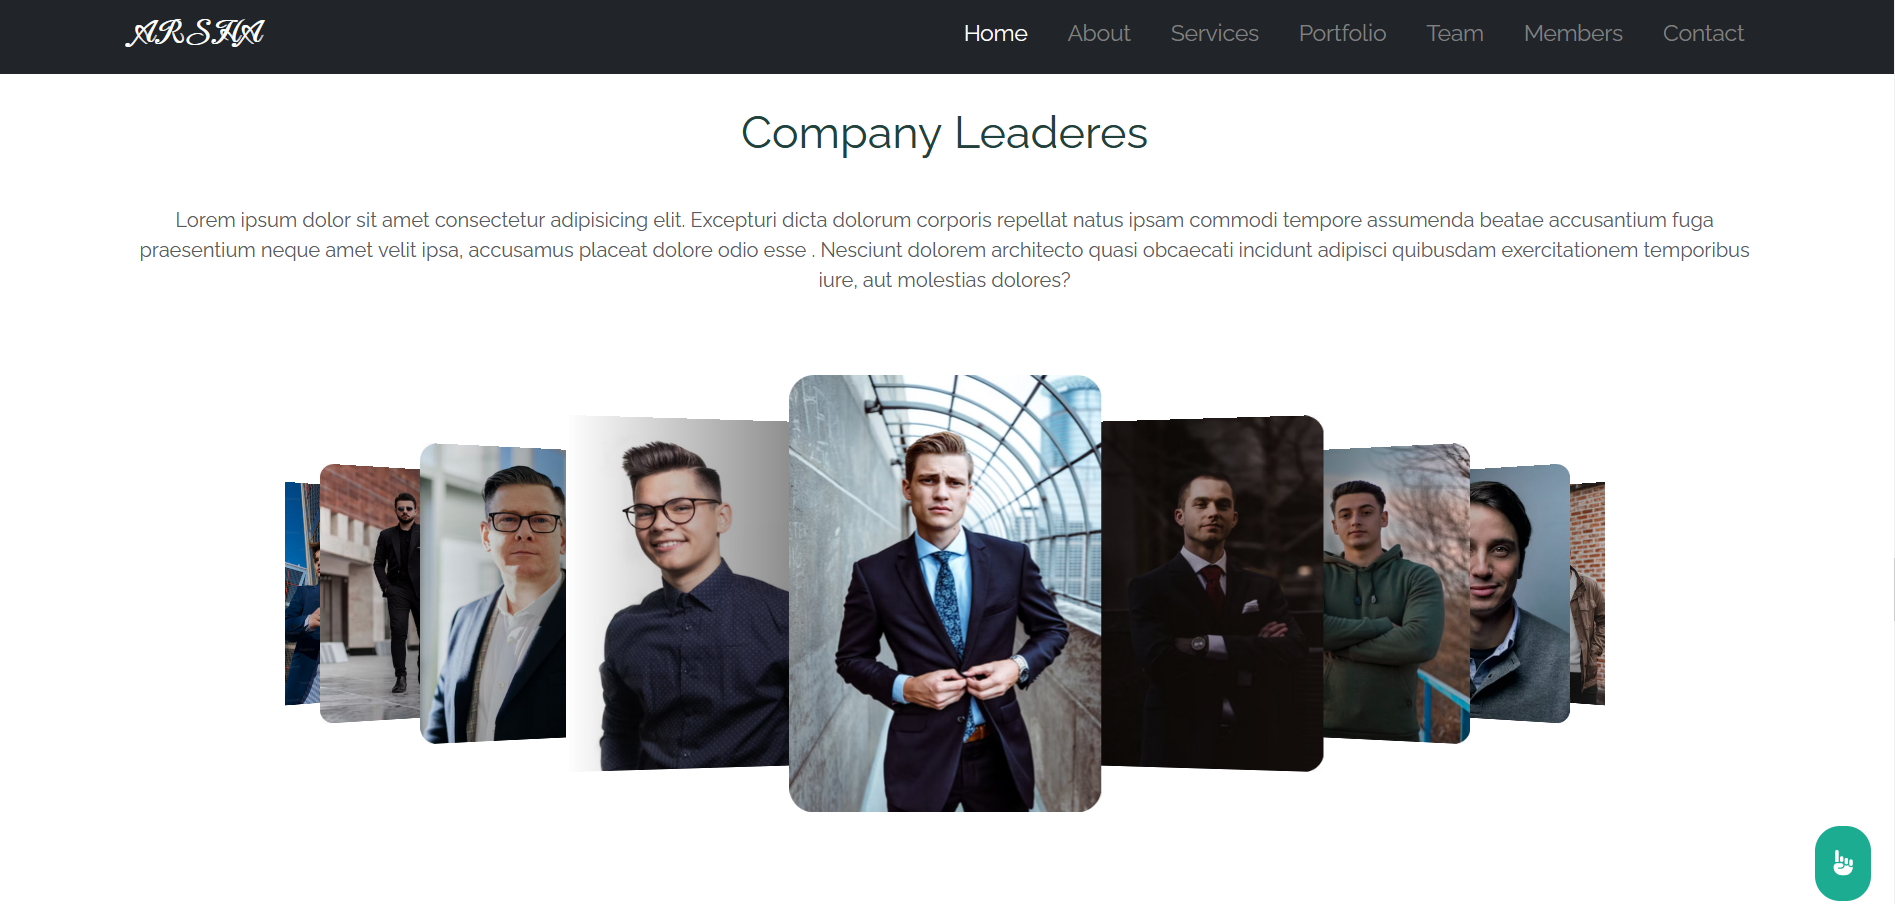 ARSHA
Home About Services Portfolio Team Members Contact
Company Leaderes
Lorem ipsum dolor sit amet consectetur adipisicing elit. Excepturi dicta dolorum corporis repellat natus ipsam commodi tempore assumenda beatae accusantium fuga
praesentium neque amet velit ipsa, accusamus placeat dolore odio esse . Nesciunt dolorem architecto quasi obcaecati incidunt adipisci quibusdam exercitationem temporibus
iure, aut molestias dolores?